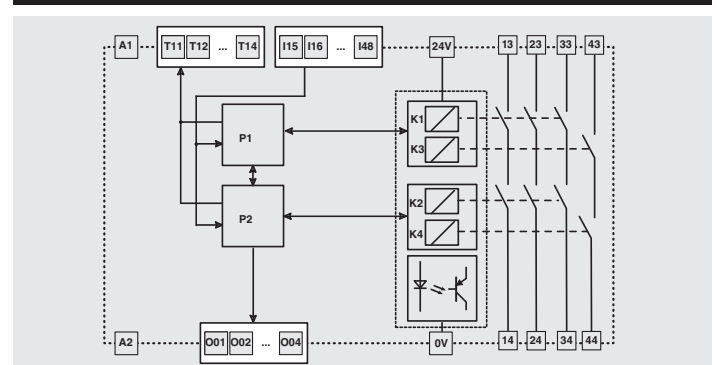 A1 T11 T12 ... T14 I15 I16 ... I48 24V 13 23 33 43
K1
P1
K3
K2
P2
K4
A2 O01 O02 ... O04 0V 14 24 34 44